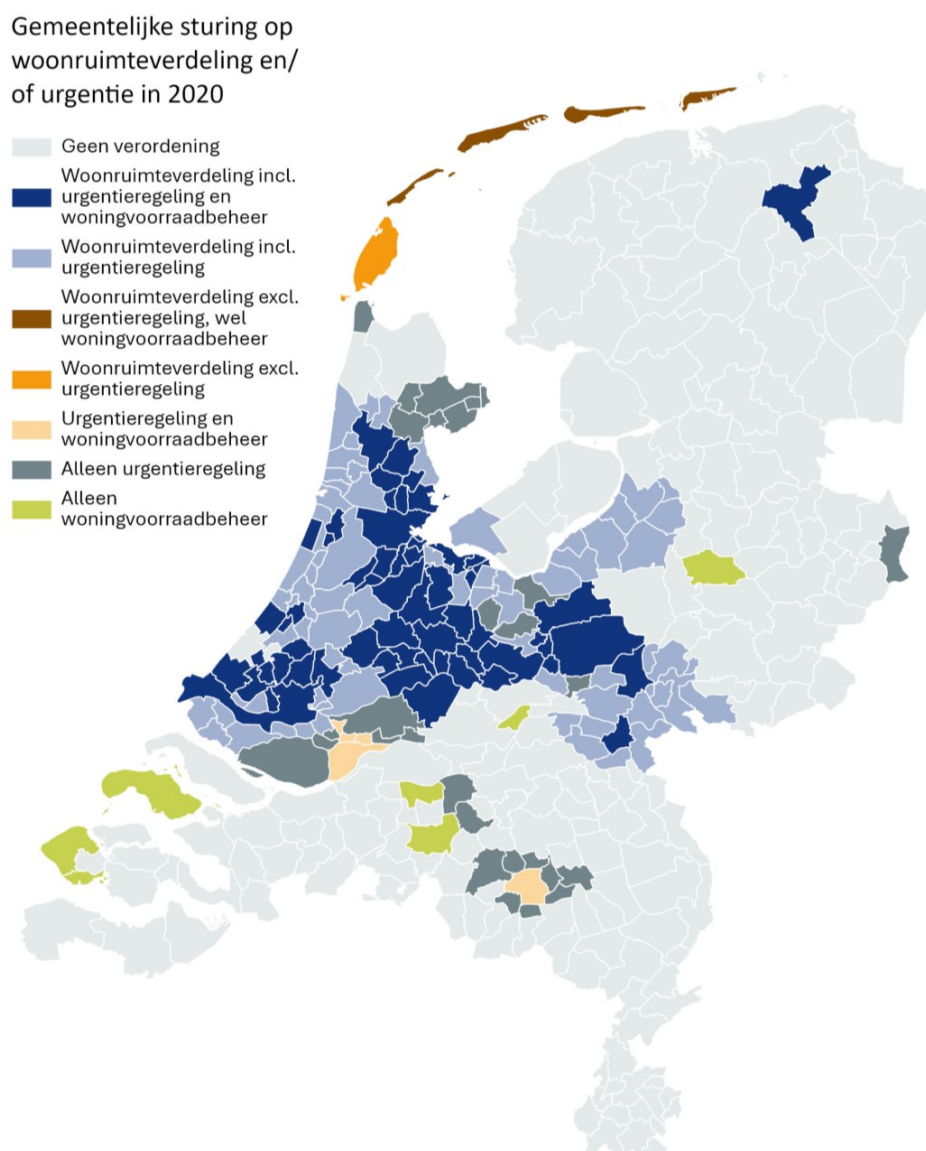 Gemeentelijke sturing op
woonruimteverdeling en/
of urgentie in 2020
Geen verordening
Woonruimteverdeling incl.
urgentieregeling en
woningvoorraadbeheer
Woonruimteverdeling incl.
urgentieregeling
Woonruimteverdeling excl.
urgentieregeling, wel
woningvoorraadbeheer
Woonruimteverdeling excl.
urgentieregeling
Urgentieregeling en
woningvoorraadbeheer
Alleen urgentieregeling
Alleen
woningvoorraadbeheer